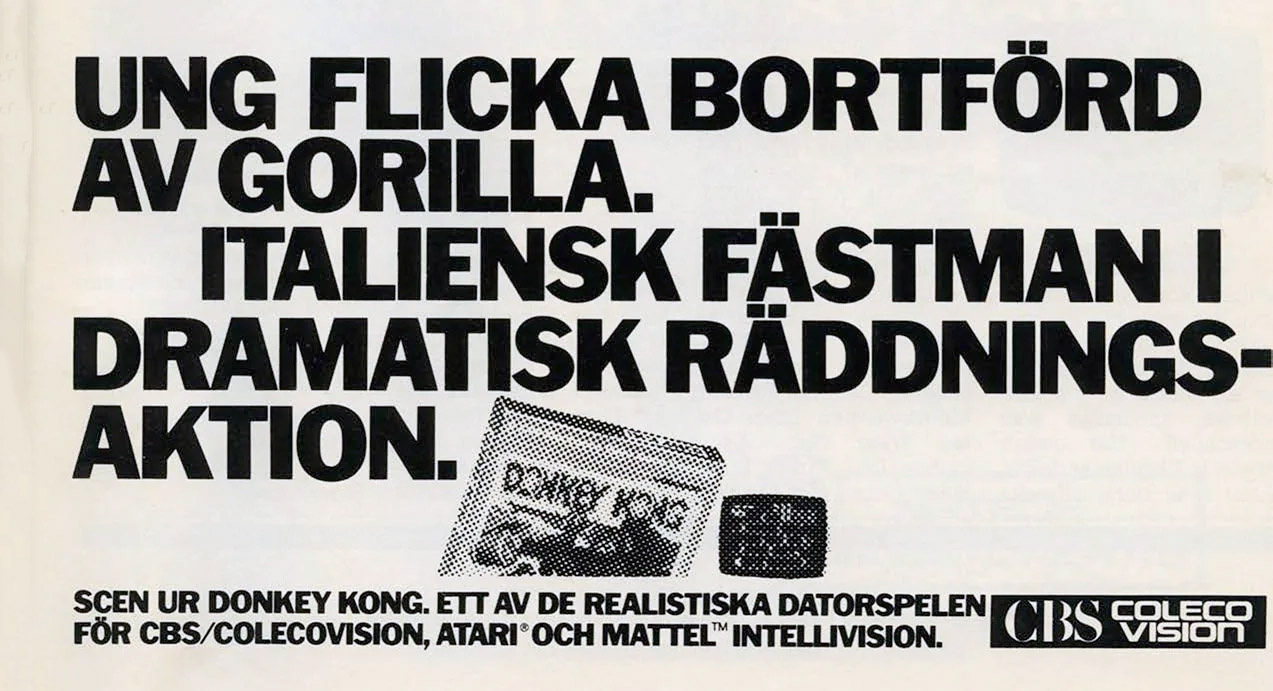 UNG FLICKA BORTFÖRD
AV GORILLA.
ITALIENSK FÄSTMAN I
DRAMATISK RÄDDNINGS-
AKTION.
DONKEY KONG
SCEN UR DONKEY KONG. ETT AV DE REALISTISKA DATORSPELEN
FÖR CBS/COLECOVISION, ATARI® OCH MATTEL™ INTELLIVISION.
CBS COLECO
VISION